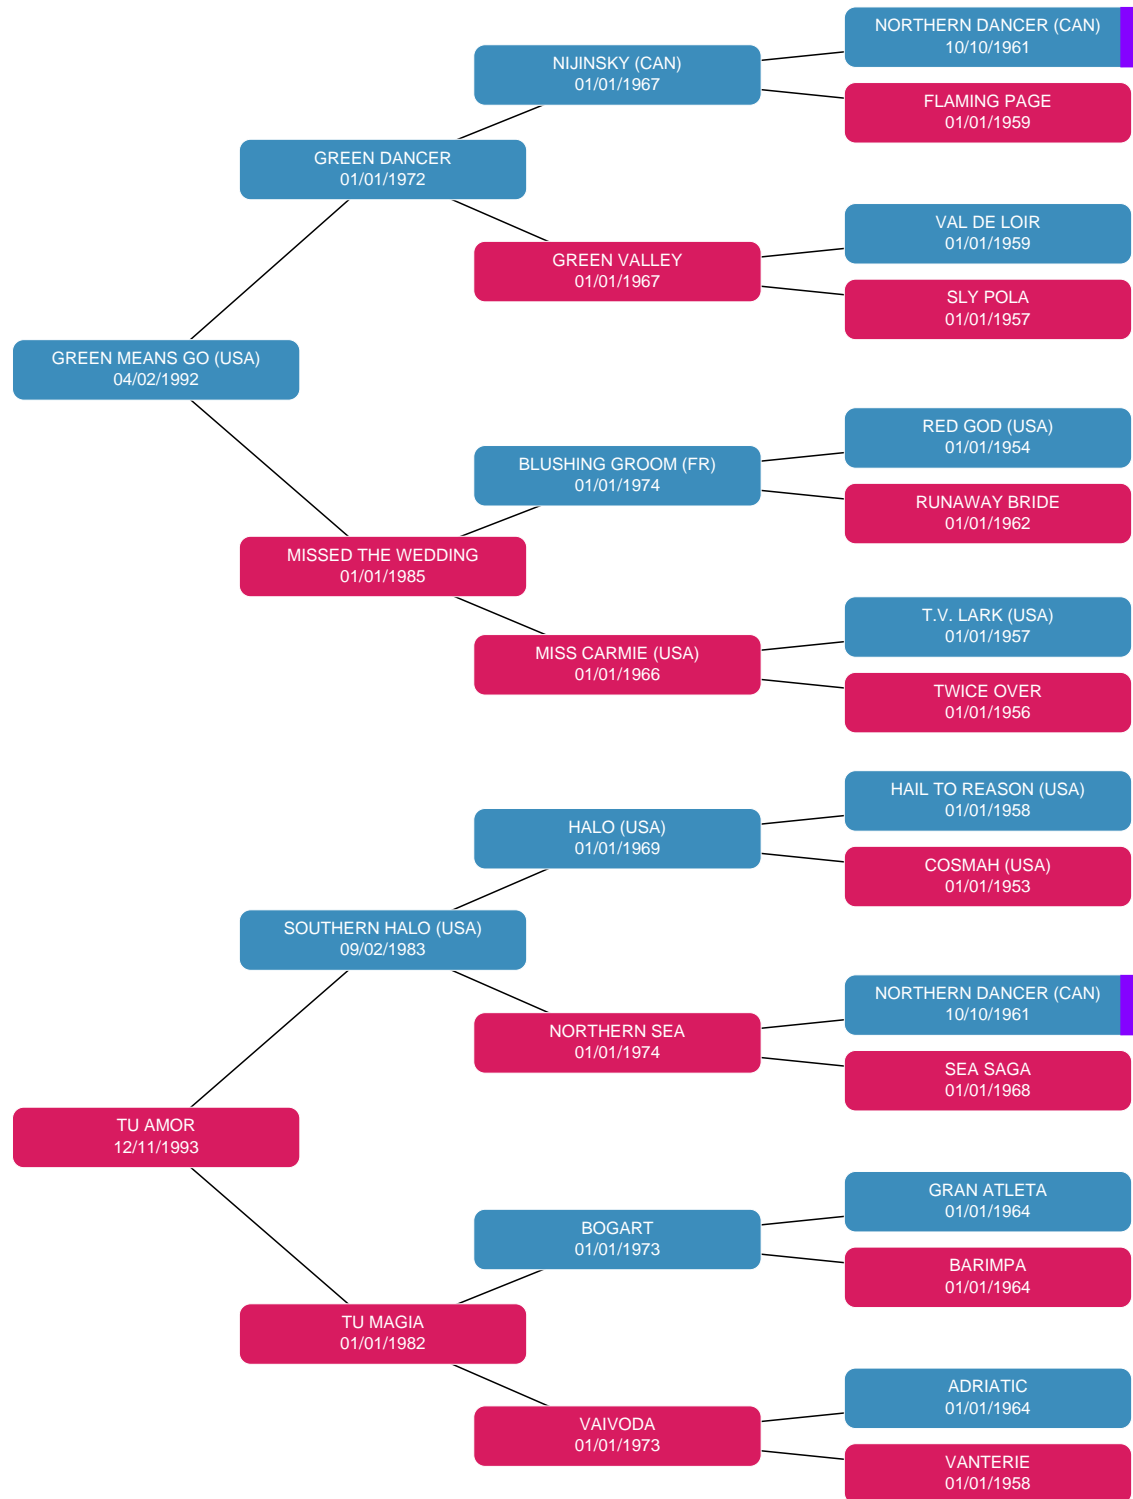 NORTHERN DANCER (CAN)
10/10/1961
NIJINSKY (CAN)
01/01/1967
FLAMING PAGE
01/01/1959
GREEN DANCER
01/01/1972
VAL DE LOIR
01/01/1959
GREEN VALLEY
01/01/1967
SLY POLA
01/01/1957
GREEN MEANS GO (USA)
04/02/1992
RED GOD (USA)
01/01/1954
BLUSHING GROOM (FR)
01/01/1974
RUNAWAY BRIDE
01/01/1962
MISSED THE WEDDING
01/01/1985
T.V. LARK (USA)
01/01/1957
MISS CARMIE (USA)
01/01/1966
TWICE OVER
01/01/1956
HAIL TO REASON (USA)
01/01/1958
HALO (USA)
01/01/1969
COSMAH (USA)
01/01/1953
SOUTHERN HALO (USA)
09/02/1983
NORTHERN DANCER (CAN)
10/10/1961
NORTHERN SEA
01/01/1974
SEA SAGA
01/01/1968
TU AMOR
12/11/1993
GRAN ATLETA
01/01/1964
BOGART
01/01/1973
BARIMPA
01/01/1964
TU MAGIA
01/01/1982
ADRIATIC
01/01/1964
VAIVODA
01/01/1973
VANTERIE
01/01/1958